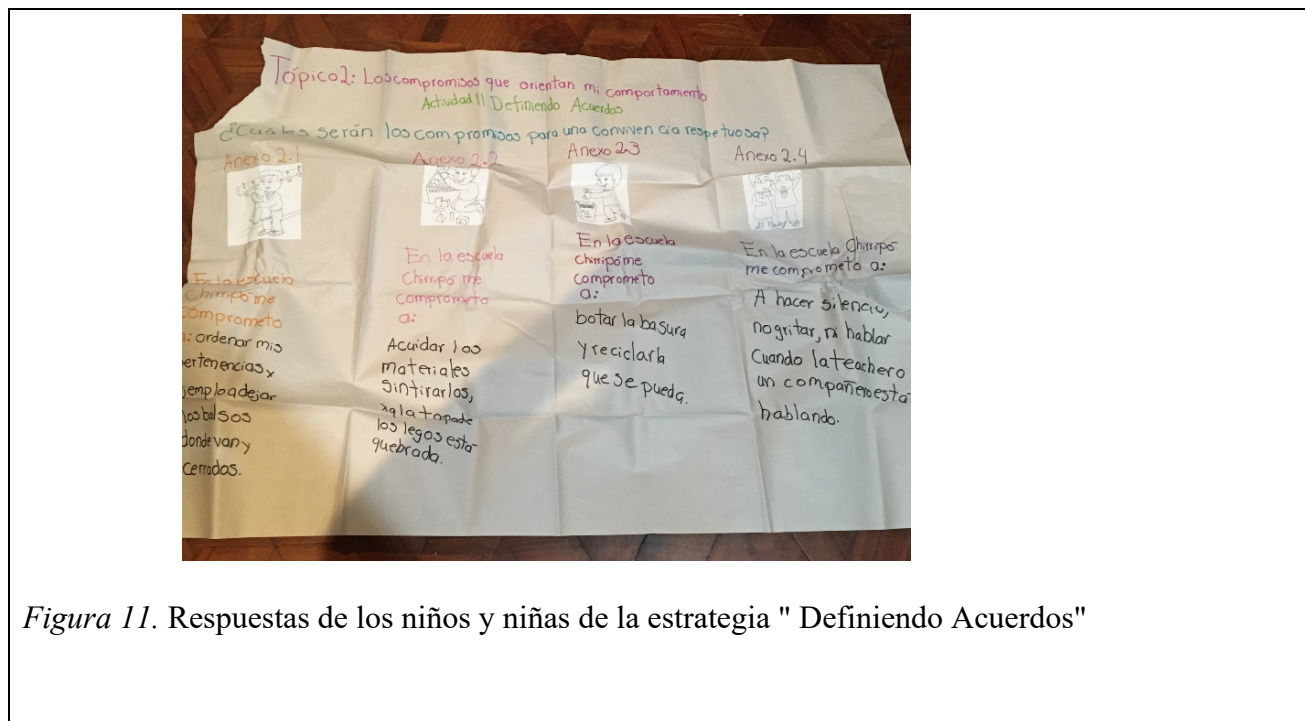 Tópico 2: Los compromisos que orientan mi comportamiento
Actividad 11 Definiendo Acuerdos
¿Cuáles serán los compromisos para una convivencia respetuosa?
Anexo 2.1
En la escuela
Chirripó me
comprometo
a: ordenar mis
pertenencias x
ejemplo a dejar
los bolsos
donde van y
cerrados.
Anexo 2.2
En la escuela
Chirripó me
comprometo
a:
A cuidar los
materiales
sin tirarlos,
la tapa de
los legos está
quebrada.
Anexo 2.3
En la escuela
Chirripó me
comprometo
a:
botar la basura
y reciclar la
que se pueda.
Anexo 2.4
En la escuela Chirripó
me comprometo a:
A hacer silencio,
no gritar, ni hablar
cuando la teacher o
un compañero está
hablando.
Figura 11. Respuestas de los niños y niñas de la estrategia " Definiendo Acuerdos"